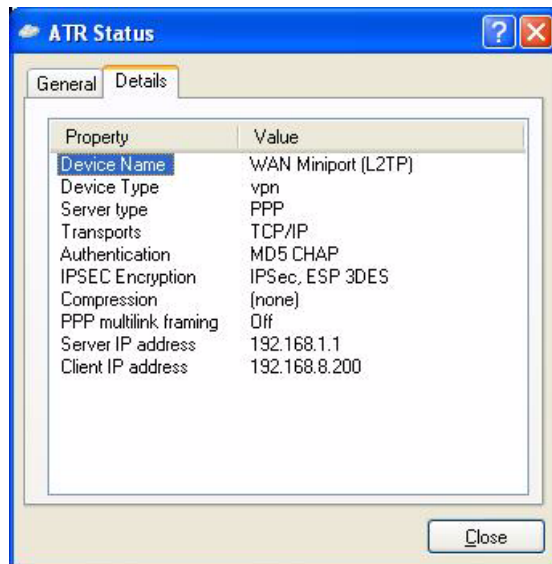 ATR Status
General Details
Property Value
Device Name WAN Miniport (L2TP)
Device Type vpn
Server type PPP
Transports TCP/IP
Authentication MD5 CHAP
IPSEC Encryption IPSec, ESP 3DES
Compression (none)
PPP multilink framing Off
Server IP address 192.168.1.1
Client IP address 192.168.8.200
Close